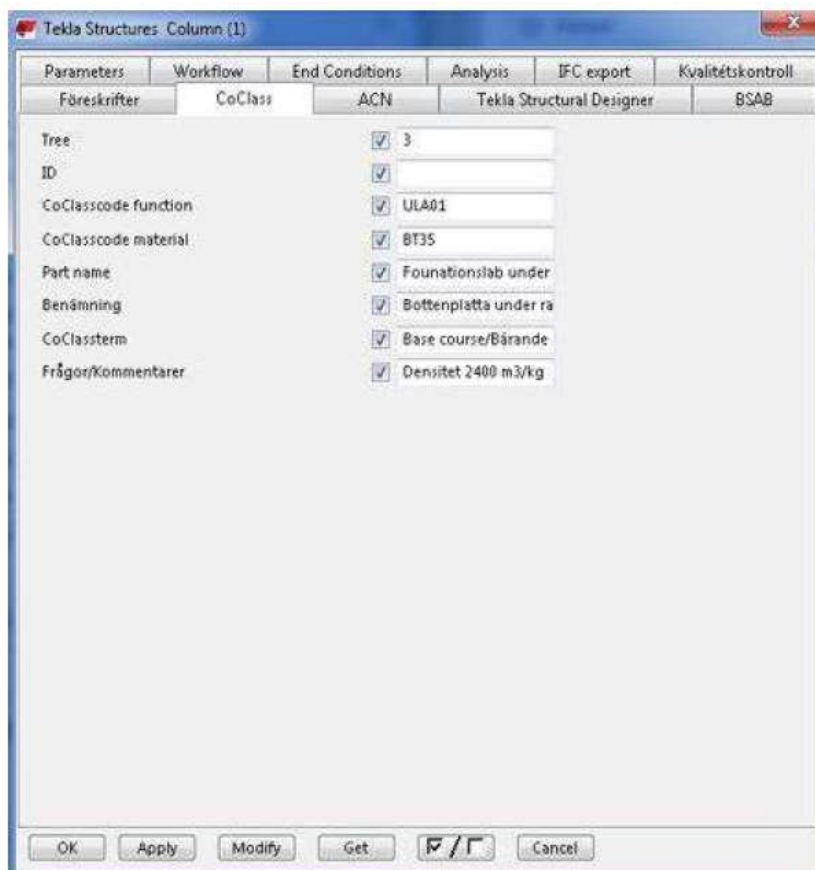 Tekla Structures Column (1)
Parameters Workflow End Conditions Analysis IFC export Kvalitétskontroll
Föreskrifter CoClass ACN Tekla Structural Designer BSAB
Tree 3
ID
CoClasscode function ULA01
CoClasscode material BT35
Part name Founationslab under
Benämning Bottenplatta under ra
CoClassterm Base course/Bärande
Frågor/Kommentarer Densitet 2400 m3/kg
OK Apply Modify Get / Cancel